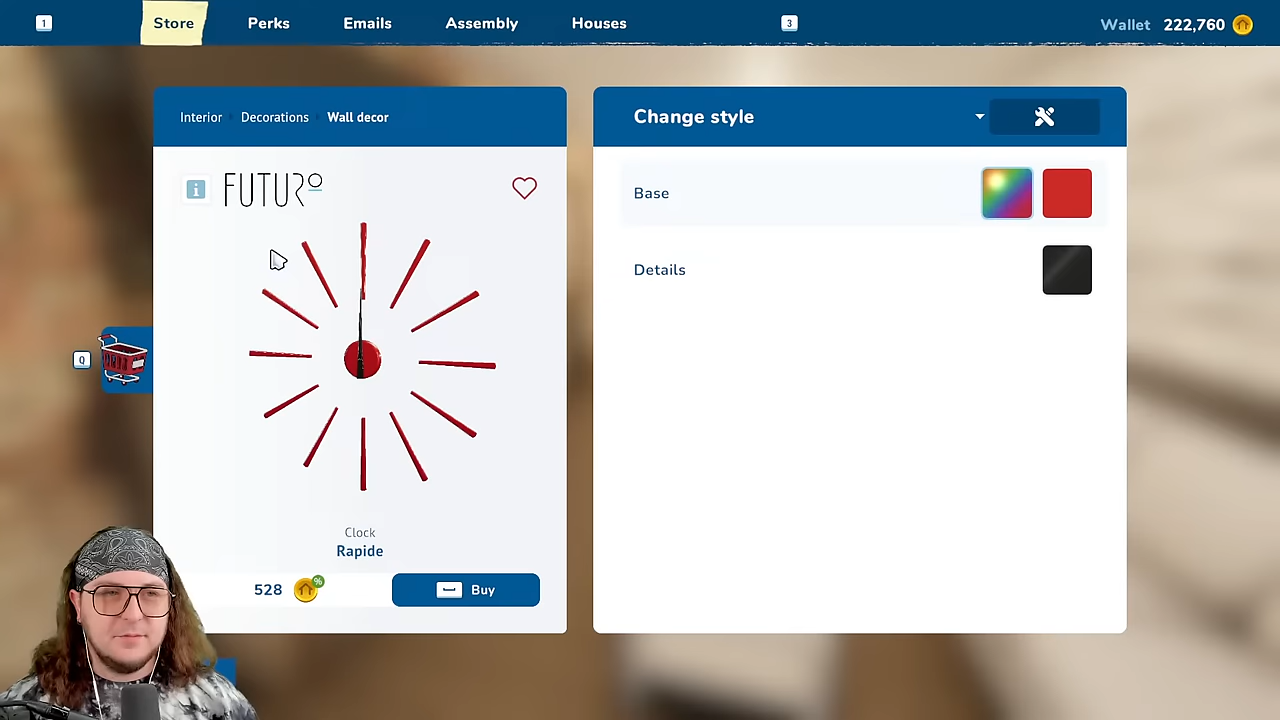 1 Store Perks Emails Assembly Houses 3 Wallet 222,760
Interior Decorations Wall decor
Change style
i FUTURO
Base
Details
Q
Clock
Rapide
528 % Buy